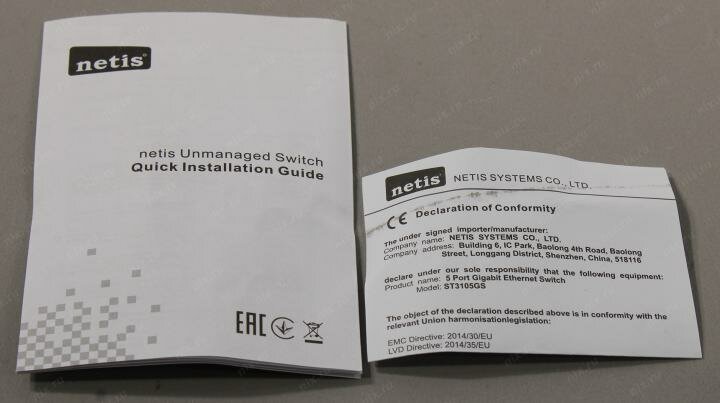 netis
netis Unmanaged Switch
Quick Installation Guide
EAC
netis
NETIS SYSTEMS CO., LTD.
CE Declaration of Conformity
The under signed importer/manufacturer:
Company name: NETIS SYSTEMS CO., LTD.
Company address: Building 6, IC Park, Baolong 4th Road, Baolong
Street, Longgang District, Shenzhen, China, 518116
declare under our sole responsibility that the following equipment:
Product name: 5 Port Gigabit Ethernet Switch
Model: ST3105GS
The object of the declaration described above is in conformity with the
relevant Union harmonisationlegislation:
EMC Directive: 2014/30/EU
LVD Directive: 2014/35/EU